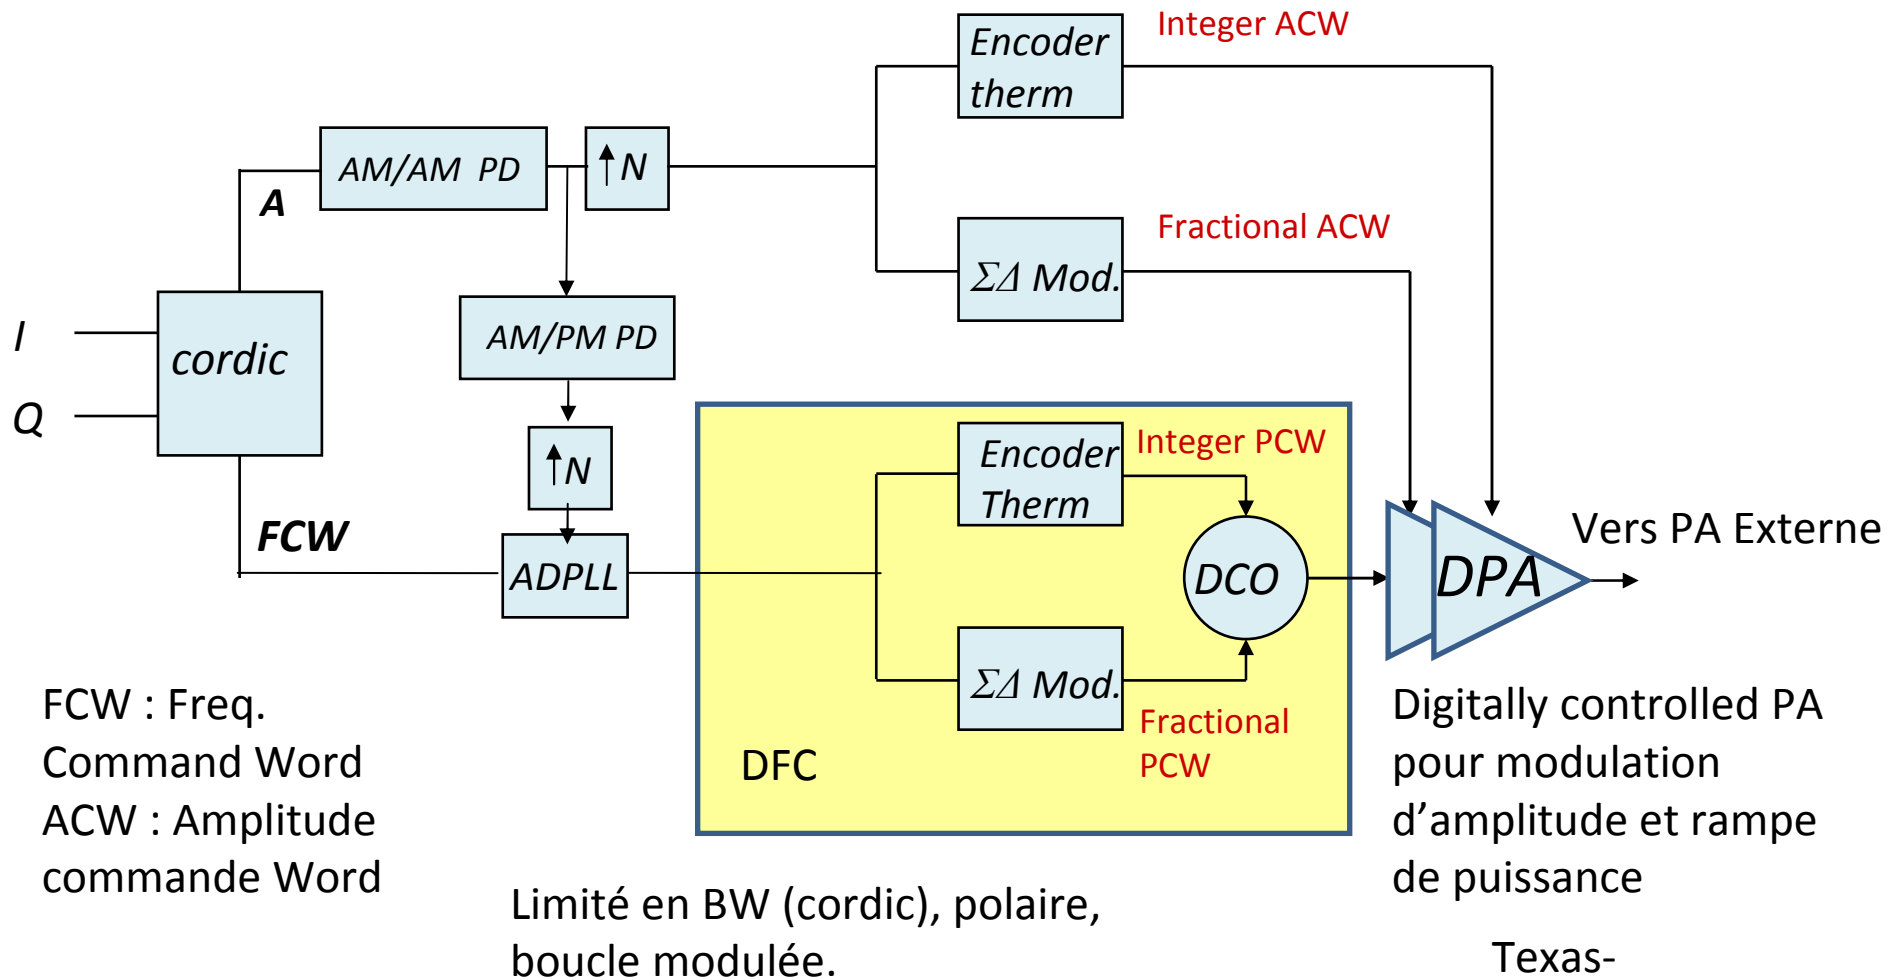 Integer ACW
Encoder
therm
AM/AM PD
↑N
A
Fractional ACW
ΣΔ Mod.
I
Q
cordic
AM/PM PD
↑N
Integer PCW
Encoder
Therm
FCW
ADPLL
DCO
DPA
Vers PA Externe
ΣΔ Mod.
Fractional
PCW
DFC
FCW : Freq.
Command Word
ACW : Amplitude
commande Word
Digitally controlled PA
pour modulation
d’amplitude et rampe
de puissance
Limité en BW (cordic), polaire,
boucle modulée.
Texas-